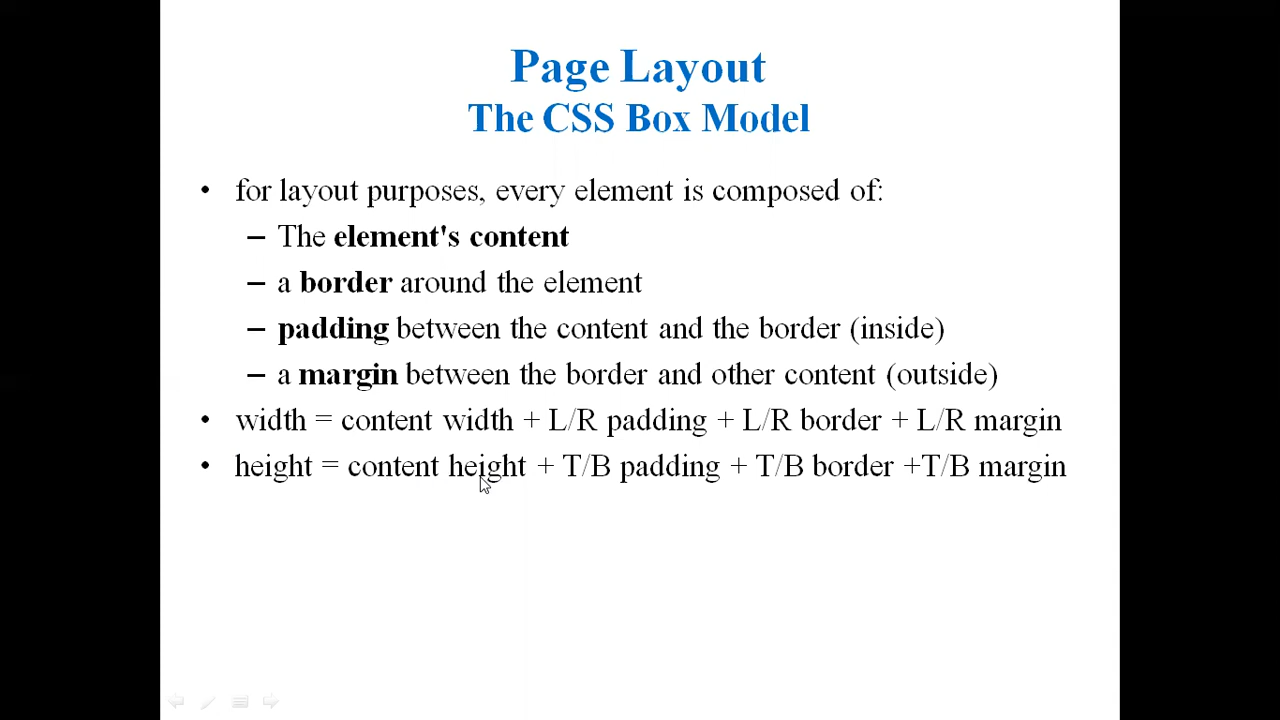 Page Layout
The CSS Box Model
• for layout purposes, every element is composed of:
– The element's content
– a border around the element
– padding between the content and the border (inside)
– a margin between the border and other content (outside)
• width = content width + L/R padding + L/R border + L/R margin
• height = content height + T/B padding + T/B border +T/B margin